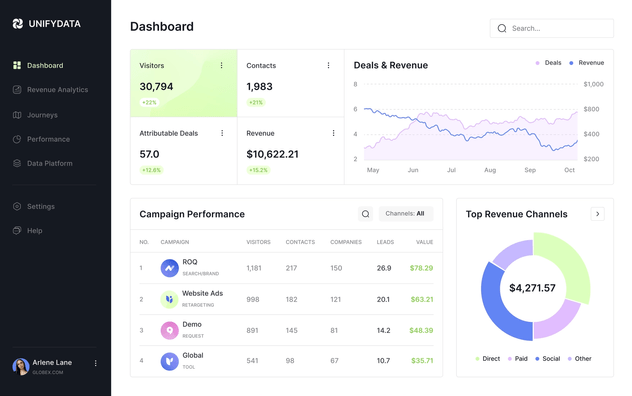 UNIFYDATA
Dashboard
Revenue Analytics
Journeys
Performance
Data Platform
Settings
Help
Arlene Lane
GLOBEX.COM
Dashboard
Search...
Visitors
30,794
+22%
Contacts
1,983
+21%
Attributable Deals
57.0
+12.6%
Revenue
$10,622.21
+15.2%
Deals & Revenue
Deals Revenue
8 $1,000
6 $800
4 $400
2 $200
May Jun Jul Aug Sep Oct
Campaign Performance
Channels: All
NO. CAMPAIGN VISITORS CONTACTS COMPANIES LEADS VALUE
1 ROQ 1,181 217 150 26.9 $78.29
SEARCH/BRAND
2 Website Ads 998 182 121 20.1 $63.21
RETARGETING
3 Demo 891 145 81 14.2 $48.39
REQUEST
4 Global 541 98 67 10.7 $35.71
TOOL
Top Revenue Channels
$4,271.57
Direct Paid Social Other